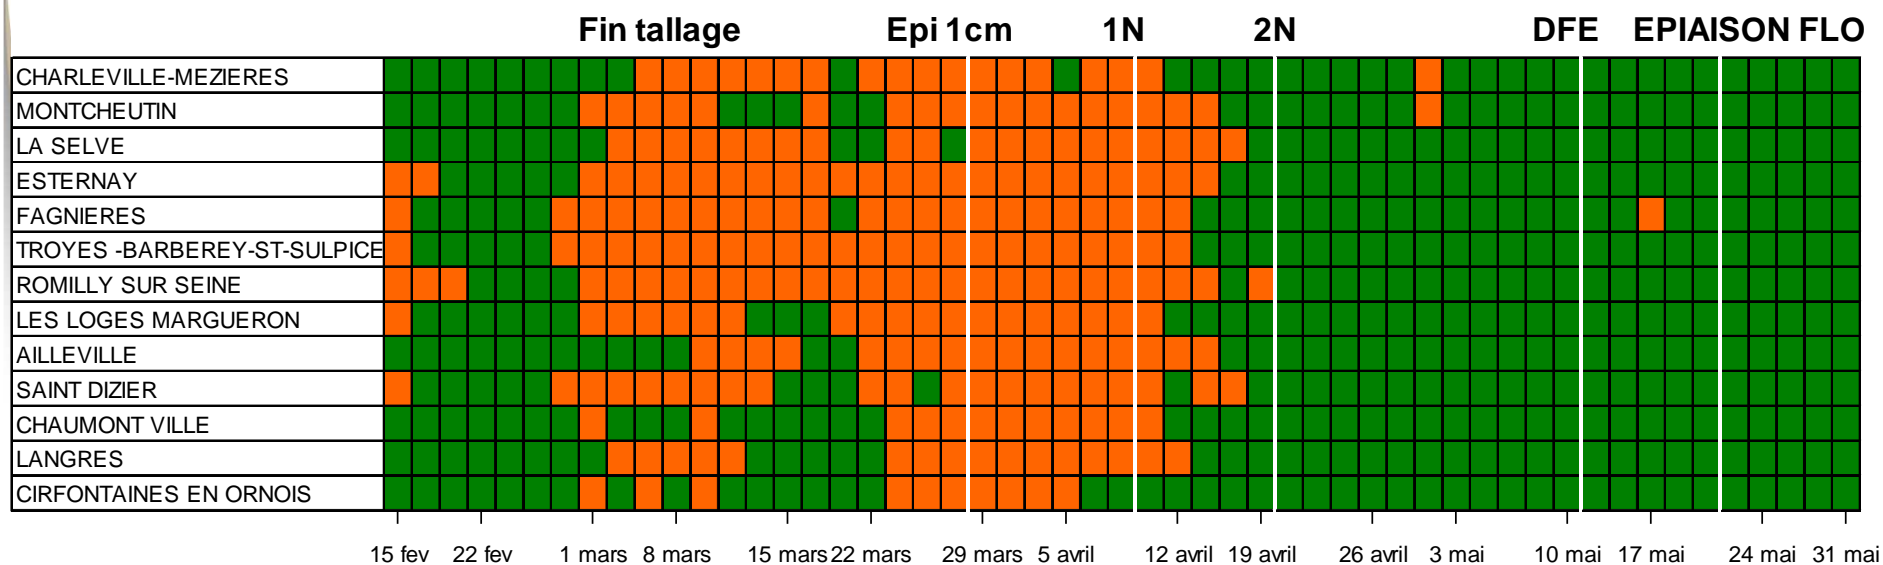 Fin tallage Epi 1cm 1N 2N DFE EPIAISON FLO
CHARLEVILLE-MEZIERES
MONTCHEUTIN
LA SELVE
ESTERNAY
FAGNIERES
TROYES -BARBEREY-ST-SULPICE
ROMILLY SUR SEINE
LES LOGES MARGUERON
AILLEVILLE
SAINT DIZIER
CHAUMONT VILLE
LANGRES
CIRFONTAINES EN ORNOIS
15 fev 22 fev 1 mars 8 mars 15 mars 22 mars 29 mars 5 avril 12 avril 19 avril 26 avril 3 mai 10 mai 17 mai 24 mai 31 mai